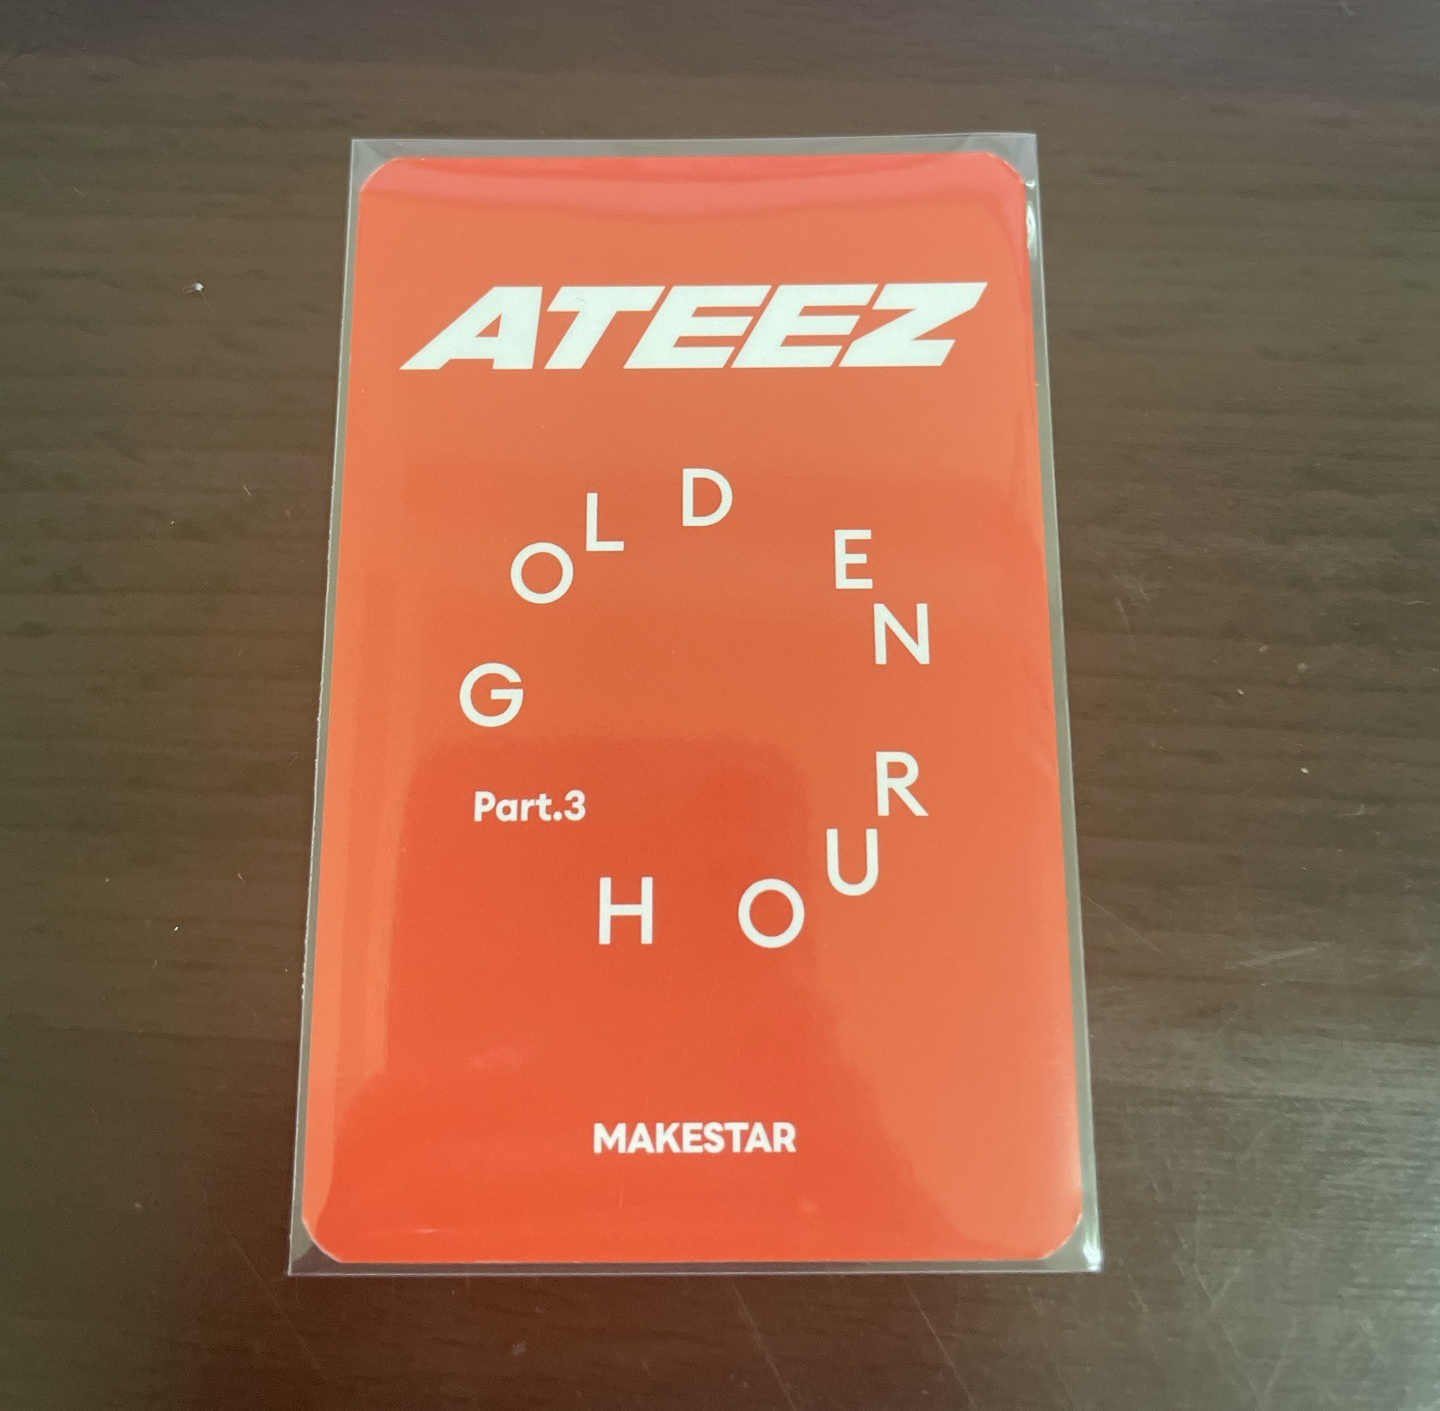 ATEEZ
GOLDEN
HOUR
Part.3
MAKESTAR